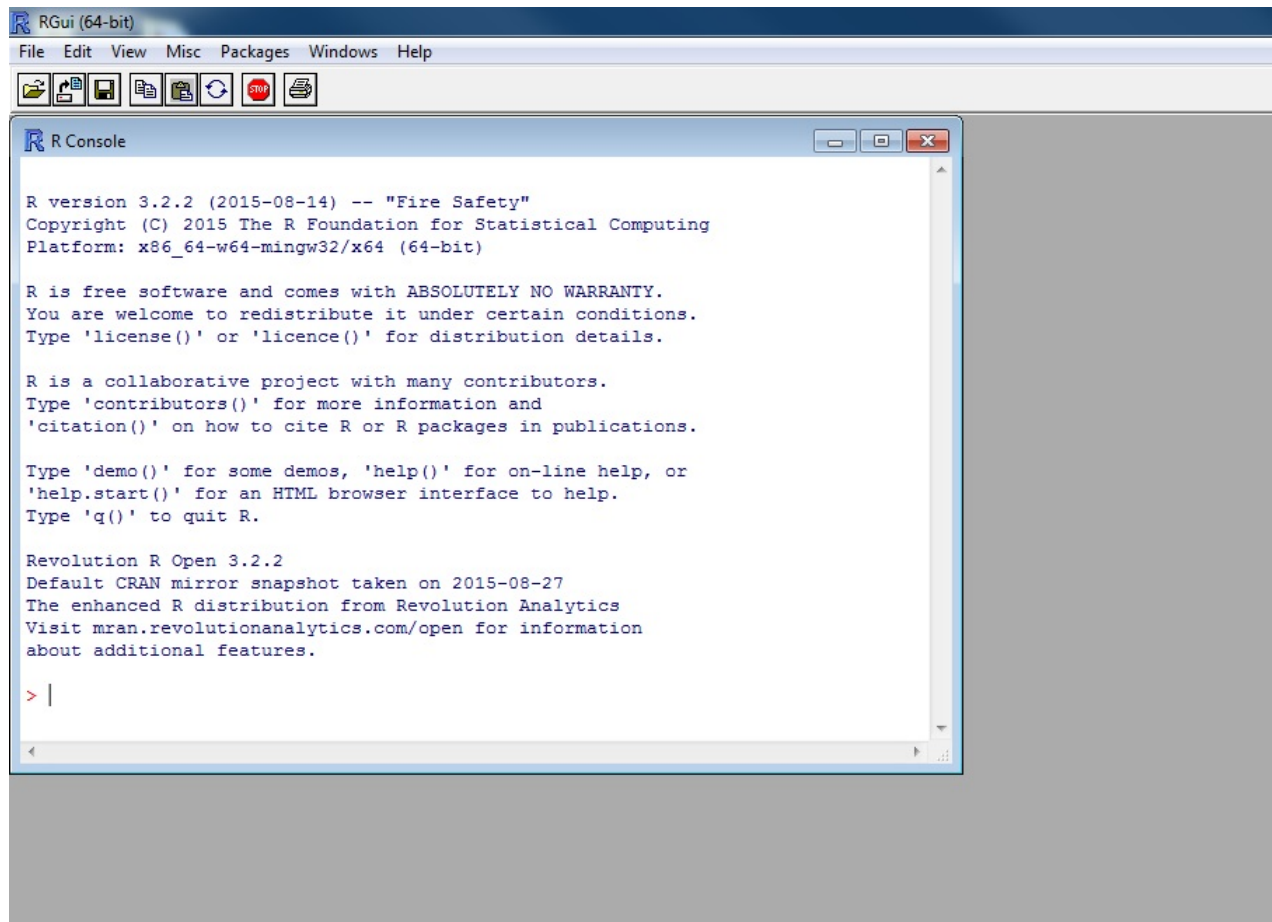 RGui (64-bit)
File Edit View Misc Packages Windows Help
STOP
R Console
R version 3.2.2 (2015-08-14) -- "Fire Safety"
Copyright (C) 2015 The R Foundation for Statistical Computing
Platform: x86_64-w64-mingw32/x64 (64-bit)
R is free software and comes with ABSOLUTELY NO WARRANTY.
You are welcome to redistribute it under certain conditions.
Type 'license()' or 'licence()' for distribution details.
R is a collaborative project with many contributors.
Type 'contributors()' for more information and
'citation()' on how to cite R or R packages in publications.
Type 'demo()' for some demos, 'help()' for on-line help, or
'help.start()' for an HTML browser interface to help.
Type 'q()' to quit R.
Revolution R Open 3.2.2
Default CRAN mirror snapshot taken on 2015-08-27
The enhanced R distribution from Revolution Analytics
Visit mran.revolutionanalytics.com/open for information
about additional features.
>